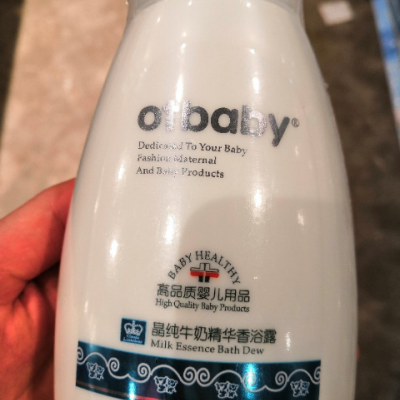 otbaby®
Dedicated To Your Baby
Fashion Maternal
And Baby Products
BABY HEALTHY
高品质婴儿用品
High Quality Baby Products
晶纯牛奶精华香浴露
Milk Essence Bath Dew